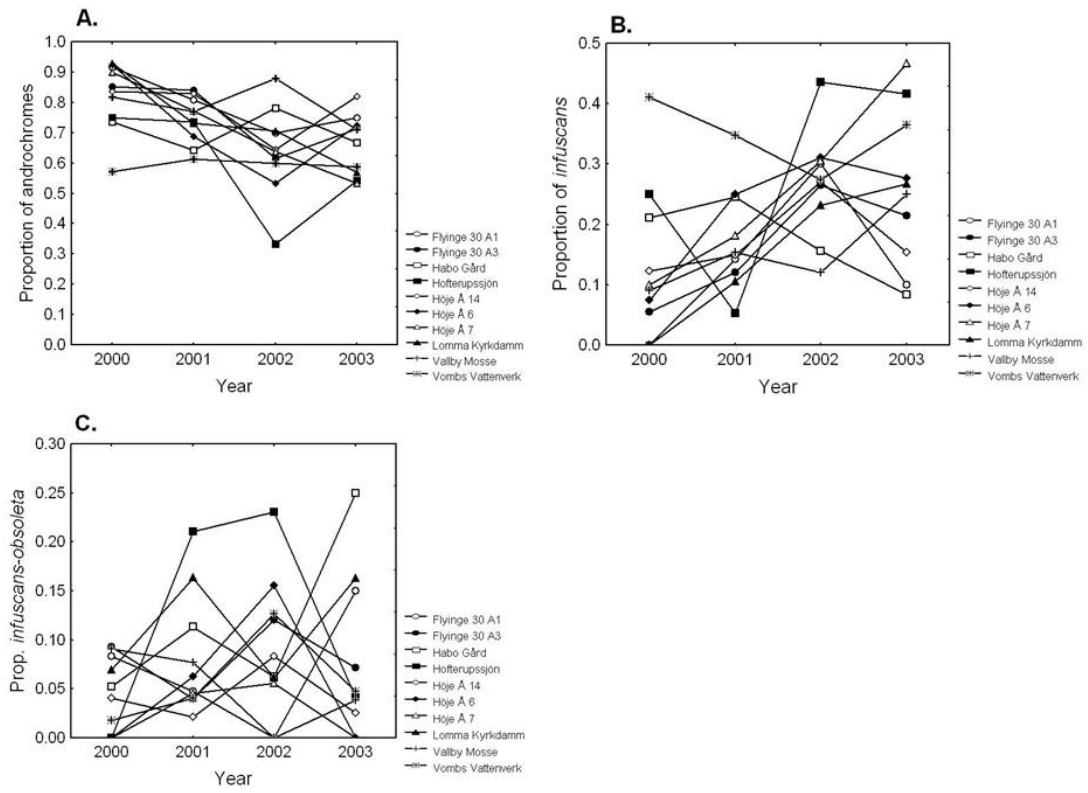 A.
Proportion of androchromes
1.0
0.9
0.8
0.7
0.6
0.5
0.4
0.3
0.2
0.1
0.0
2000 2001 2002 2003
Year
Flyinge 30 A1
Flyinge 30 A3
Habo Gård
Hofterupssjön
Höje Å 14
Höje Å 6
Höje Å 7
Lomma Kyrkdamm
Vallby Mosse
Vombs Vattenverk
B.
Proportion of infuscans
0.5
0.4
0.3
0.2
0.1
0.0
2000 2001 2002 2003
Year
Flyinge 30 A1
Flyinge 30 A3
Habo Gård
Hofterupssjön
Höje Å 14
Höje Å 6
Höje Å 7
Lomma Kyrkdamm
Vallby Mosse
Vombs Vattenverk
C.
Prop. infuscans-obsoleta
0.30
0.25
0.20
0.15
0.10
0.05
0.00
2000 2001 2002 2003
Year
Flyinge 30 A1
Flyinge 30 A3
Habo Gård
Hofterupssjön
Höje Å 14
Höje Å 6
Höje Å 7
Lomma Kyrkdamm
Vallby Mosse
Vombs Vattenverk